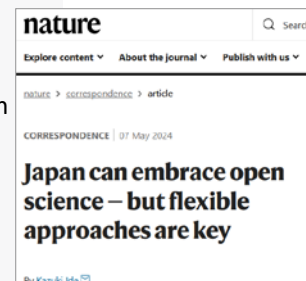 nature
Search
Explore content
About the journal
Publish with us
nature > correspondence > article
CORRESPONDENCE | 07 May 2024
Japan can embrace open
science – but flexible
approaches are key
By Kazuki Ide